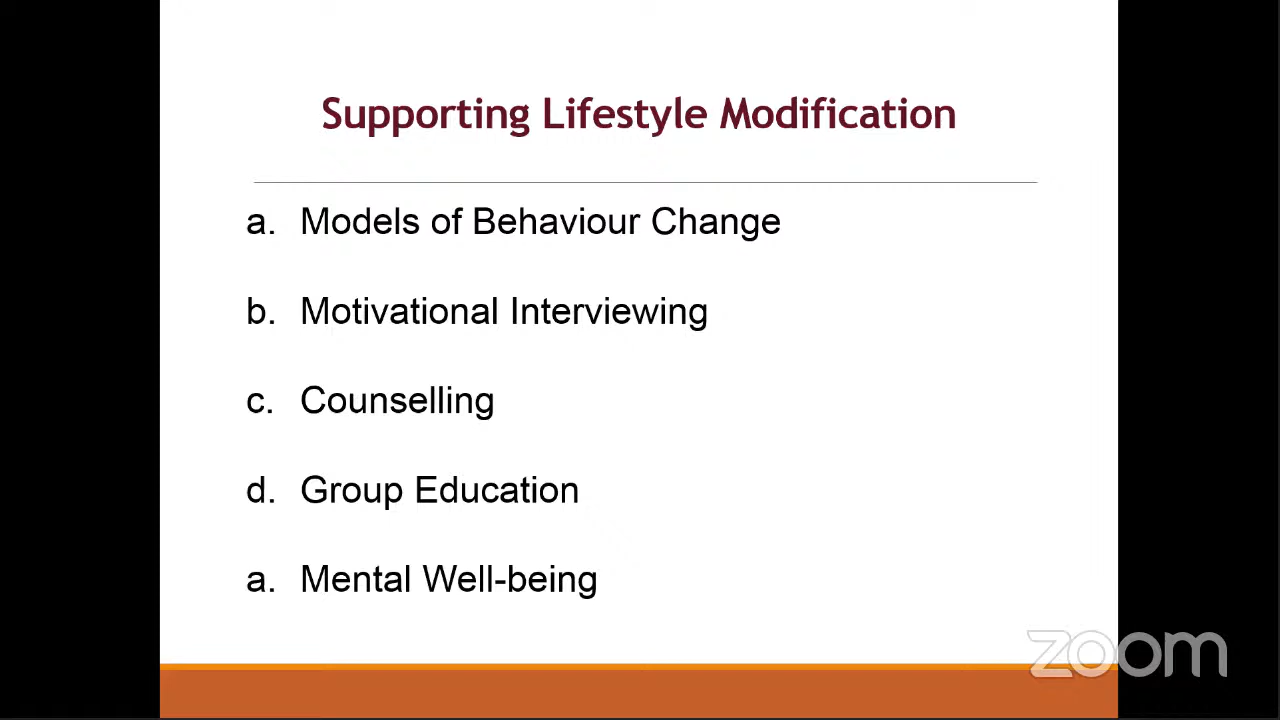 Supporting Lifestyle Modification
a. Models of Behaviour Change
b. Motivational Interviewing
c. Counselling
d. Group Education
a. Mental Well-being
zoom